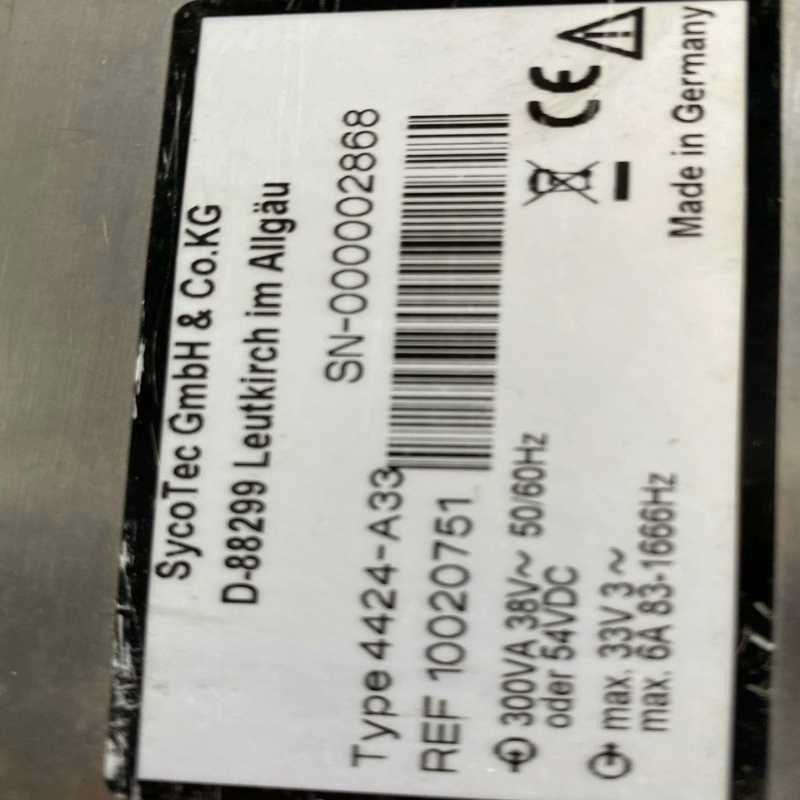 SycoTec GmbH & Co.KG
D-88299 Leutkirch im Allgäu
SN-000002868
Type 4424-A33
REF 10020751
300VA 38V~ 50/60Hz
oder 54VDC
max. 33V 3~
max. 6A 83-1666Hz
CE
Made in Germany